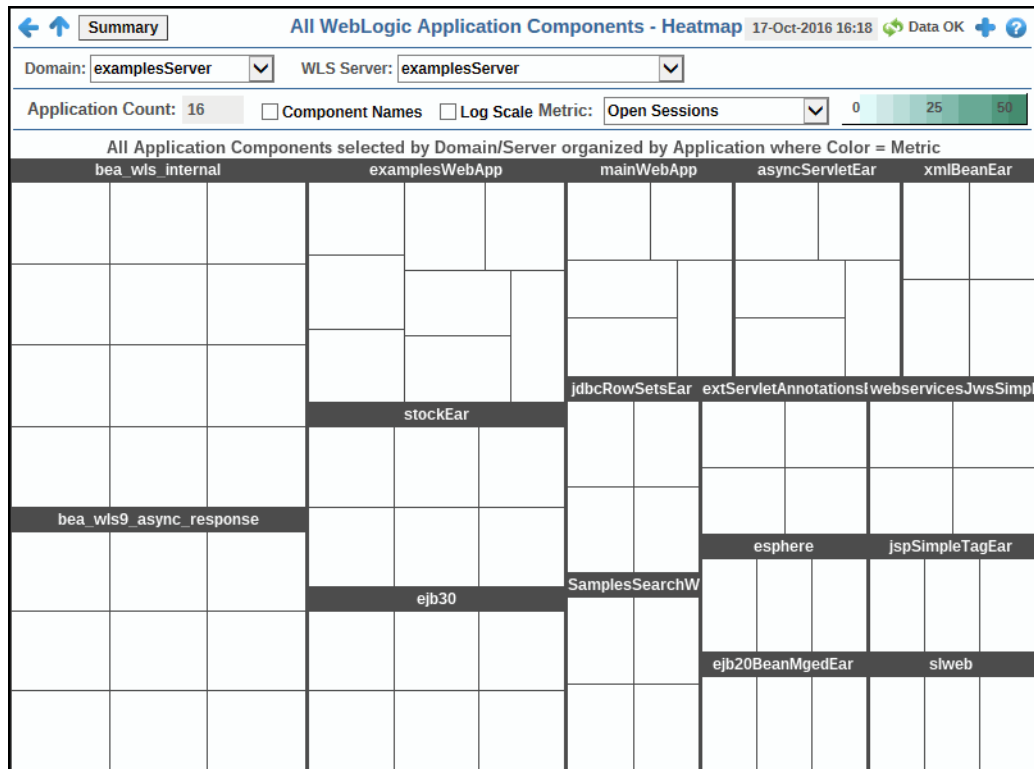 Summary All WebLogic Application Components - Heatmap 17-Oct-2016 16:18 Data OK
Domain: examplesServer WLS Server: examplesServer
Application Count: 16 Component Names Log Scale Metric: Open Sessions 0 25 50
All Application Components selected by Domain/Server organized by Application where Color = Metric
bea_wls_internal examplesWebApp mainWebApp asyncServletEar xmlBeanEar
jdbcRowSetsEar extServletAnnotationsE webservicesJwsSimpl
stockEar
bea_wls9_async_response
esphere jspSimpleTagEar
SamplesSearchW
ejb30
ejb20BeanMgedEar slweb